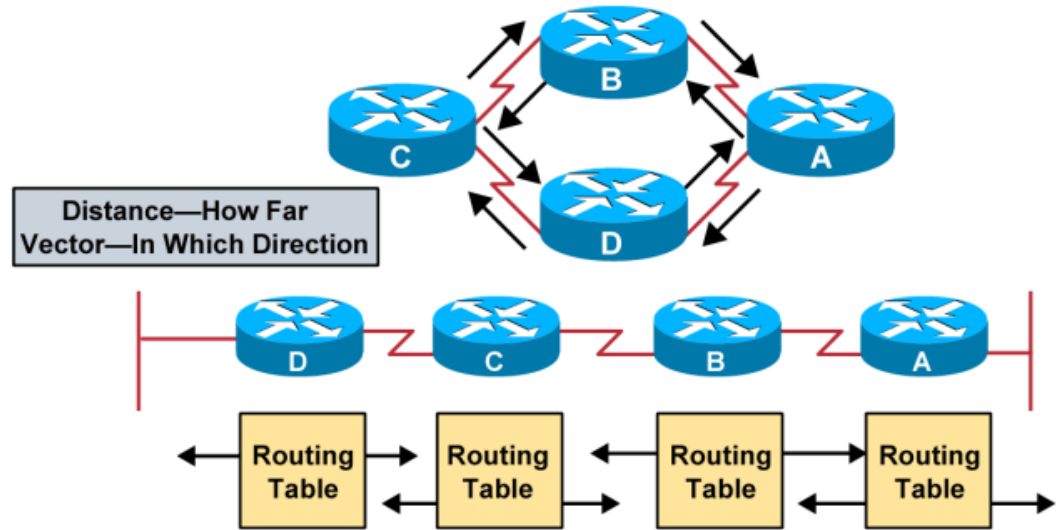 B
C
A
D
Distance—How Far
Vector—In Which Direction
D
C
B
A
Routing
Table
Routing
Table
Routing
Table
Routing
Table